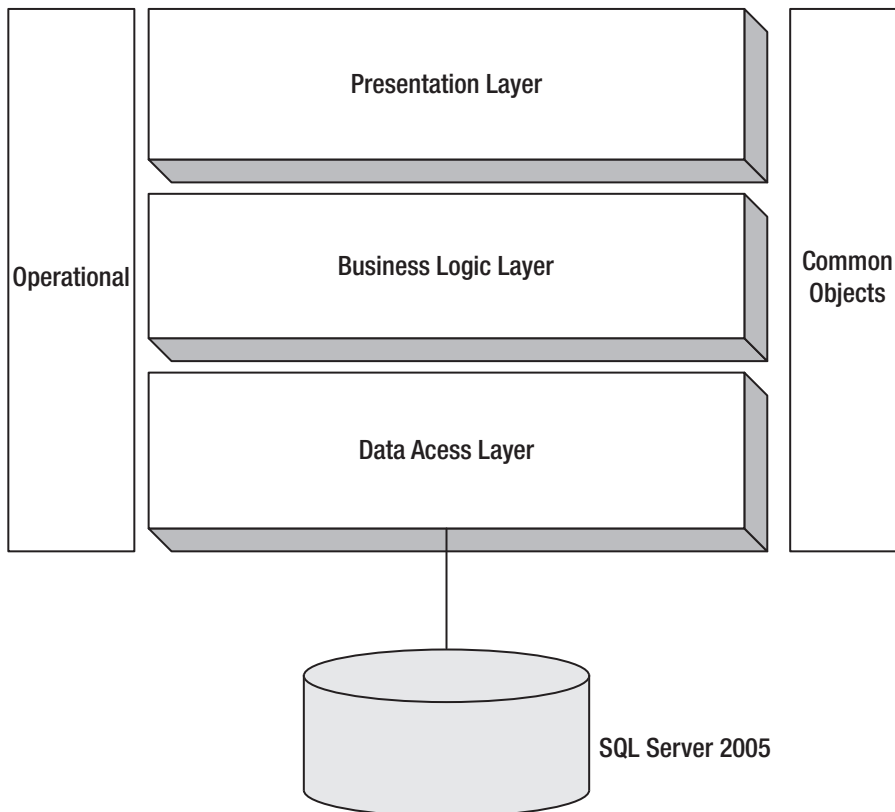 Presentation Layer
Operational
Business Logic Layer
Common
Objects
Data Acess Layer
SQL Server 2005